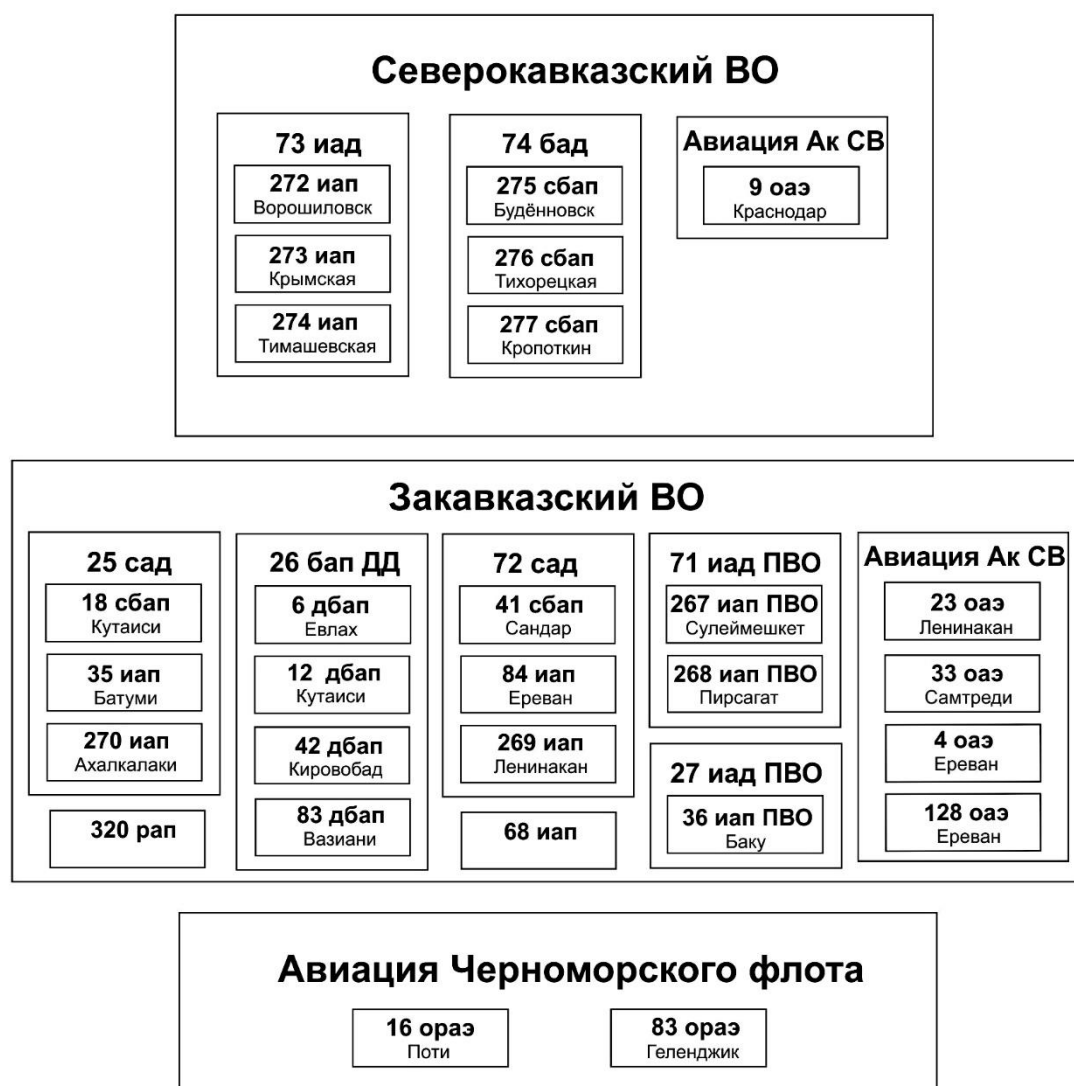 Северокавказский ВО
73 иад
272 иап
Ворошиловск
273 иап
Крымская
274 иап
Тимашевская
74 бад
275 сбап
Будённовск
276 сбап
Тихорецкая
277 сбап
Кропоткин
Авиация Ак СВ
9 оаэ
Краснодар
Закавказский ВО
25 сад
18 сбап
Кутаиси
35 иап
Батуми
270 иап
Ахалкалаки
320 рап
26 бап ДД
6 дбап
Евлах
12 дбап
Кутаиси
42 дбап
Кировобад
83 дбап
Вазиани
72 сад
41 сбап
Сандар
84 иап
Ереван
269 иап
Ленинакан
68 иап
71 иад ПВО
267 иап ПВО
Сулеймешкет
268 иап ПВО
Пирсагат
27 иад ПВО
36 иап ПВО
Баку
Авиация Ак СВ
23 оаэ
Ленинакан
33 оаэ
Самтреди
4 оаэ
Ереван
128 оаэ
Ереван
Авиация Черноморского флота
16 ораэ
Поти
83 ораэ
Геленджик